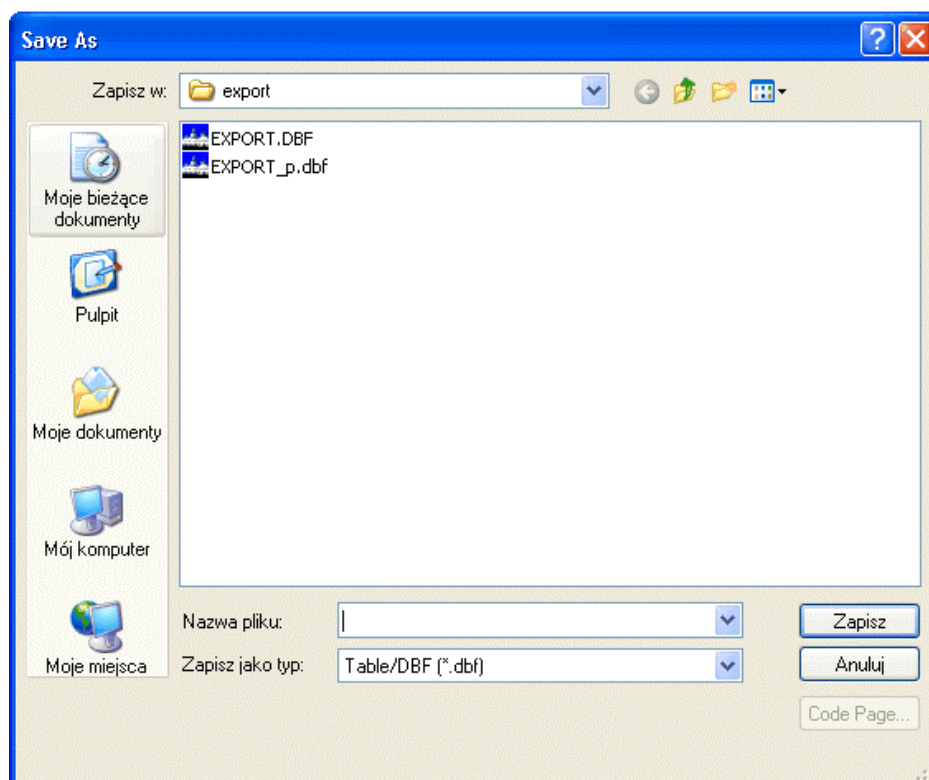 Save As
Zapisz w:
export
EXPORT.DBF
EXPORT_p.dbf
Moje bieżące
dokumenty
Pulpit
Moje dokumenty
Mój komputer
Moje miejsca
Nazwa pliku:
Zapisz
Zapisz jako typ:
Table/DBF (*.dbf)
Anuluj
Code Page...